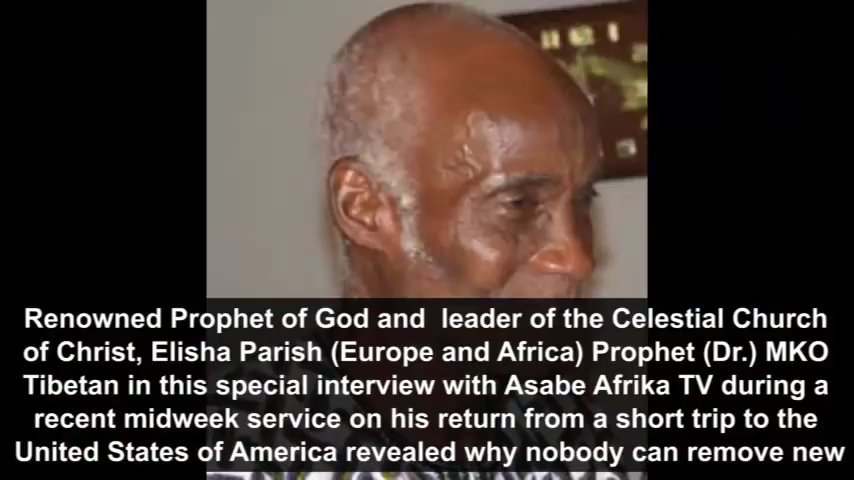 Renowned Prophet of God and leader of the Celestial Church
of Christ, Elisha Parish (Europe and Africa) Prophet (Dr.) MKO
Tibetan in this special interview with Asabe Afrika TV during a
recent midweek service on his return from a short trip to the
United States of America revealed why nobody can remove new